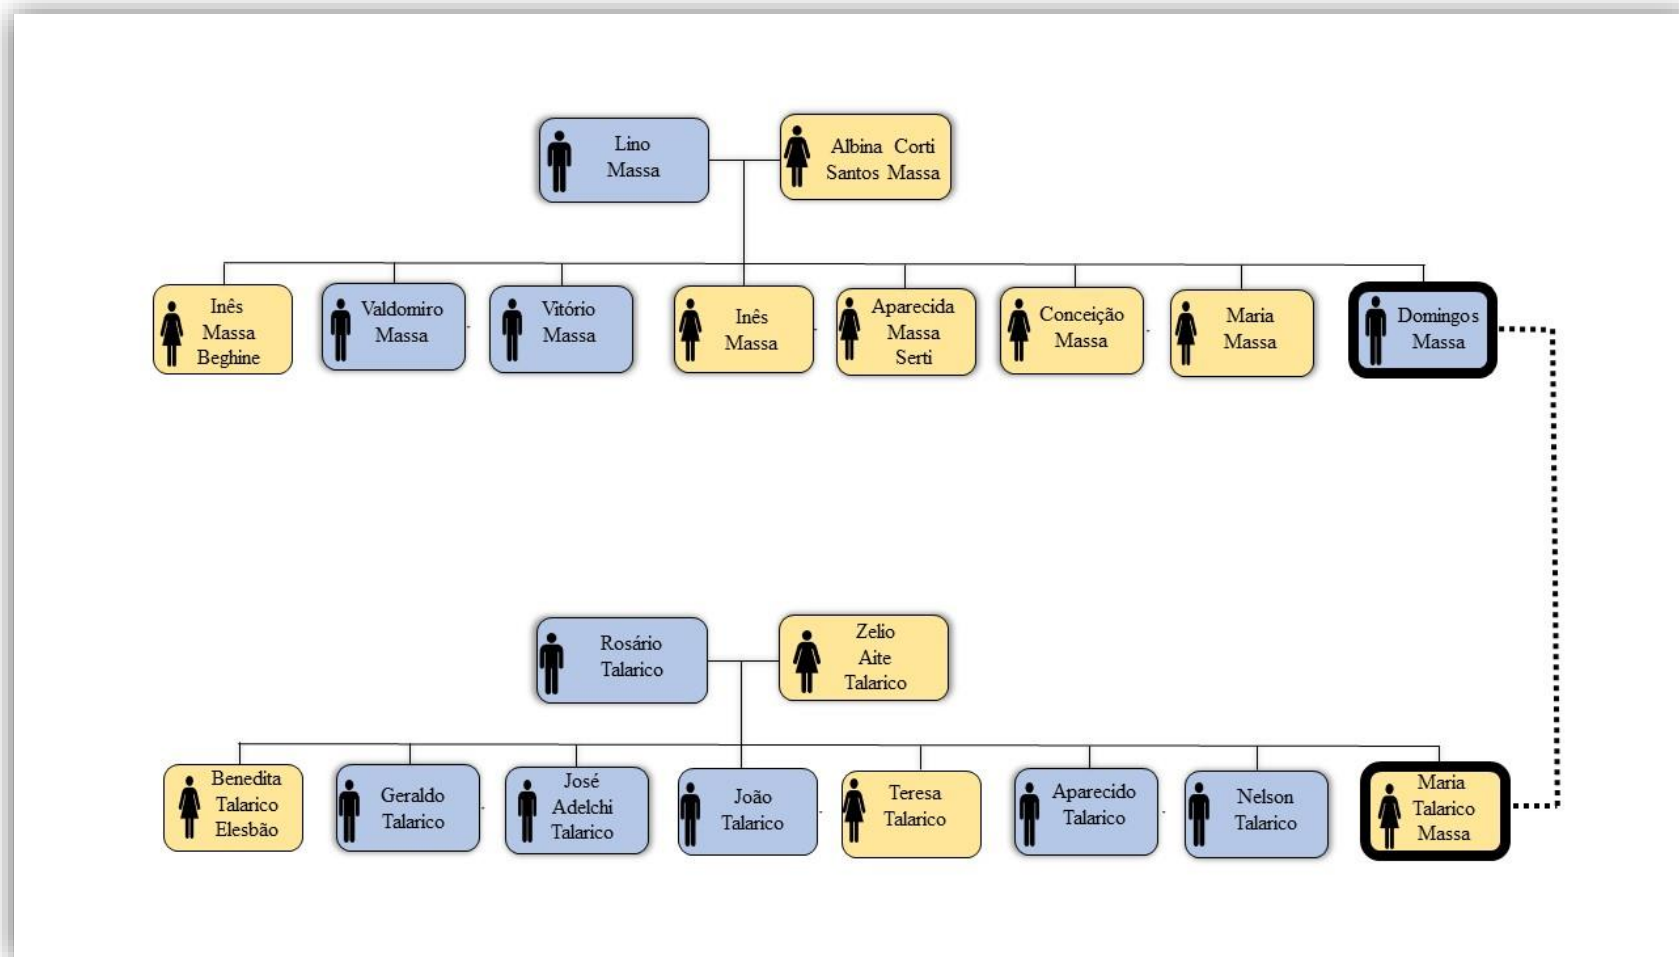 Lino
Massa
Albina Corti
Santos Massa
Inês
Massa
Beghine
Valdomiro
Massa
Vitório
Massa
Inês
Massa
Aparecida
Massa
Serti
Conceição
Massa
Maria
Massa
Domingos
Massa
Rosário
Talarico
Zelio
Aite
Talarico
Benedita
Talarico
Elesbão
Geraldo
Talarico
José
Adelchi
Talarico
João
Talarico
Teresa
Talarico
Aparecido
Talarico
Nelson
Talarico
Maria
Talarico
Massa